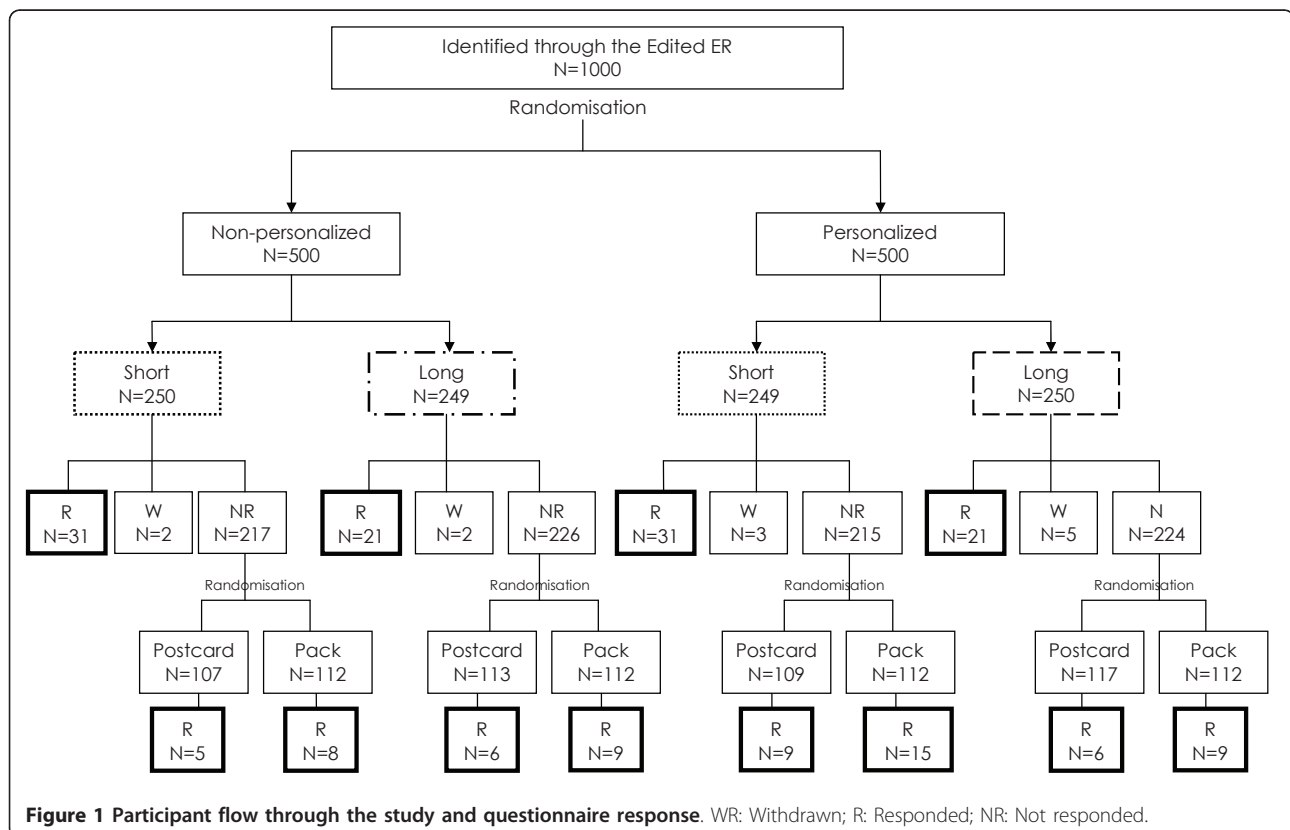 Identified through the Edited ER
N=1000
Randomisation
Non-personalized
N=500
Personalized
N=500
Short
N=250
Long
N=249
Short
N=249
Long
N=250
R
N=31
W
N=2
NR
N=217
R
N=21
W
N=2
NR
N=226
R
N=31
W
N=3
NR
N=215
R
N=21
W
N=5
N
N=224
Randomisation
Randomisation
Randomisation
Randomisation
Postcard
N=107
Pack
N=112
Postcard
N=113
Pack
N=112
Postcard
N=109
Pack
N=112
Postcard
N=117
Pack
N=112
R
N=5
R
N=8
R
N=6
R
N=9
R
N=9
R
N=15
R
N=6
R
N=9
Figure 1 Participant flow through the study and questionnaire response. WR: Withdrawn; R: Responded; NR: Not responded.